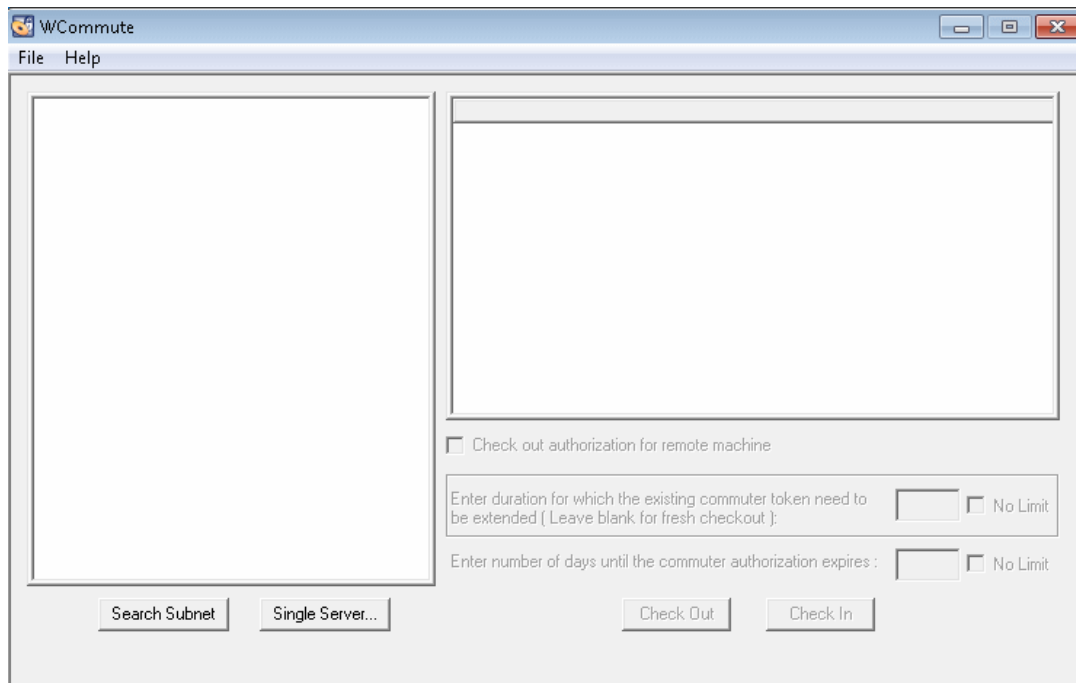 WCommute
File Help
Check out authorization for remote machine
Enter duration for which the existing commuter token need to
be extended ( Leave blank for fresh checkout ):
No Limit
Enter number of days until the commuter authorization expires :
No Limit
Search Subnet
Single Server...
Check Out
Check In